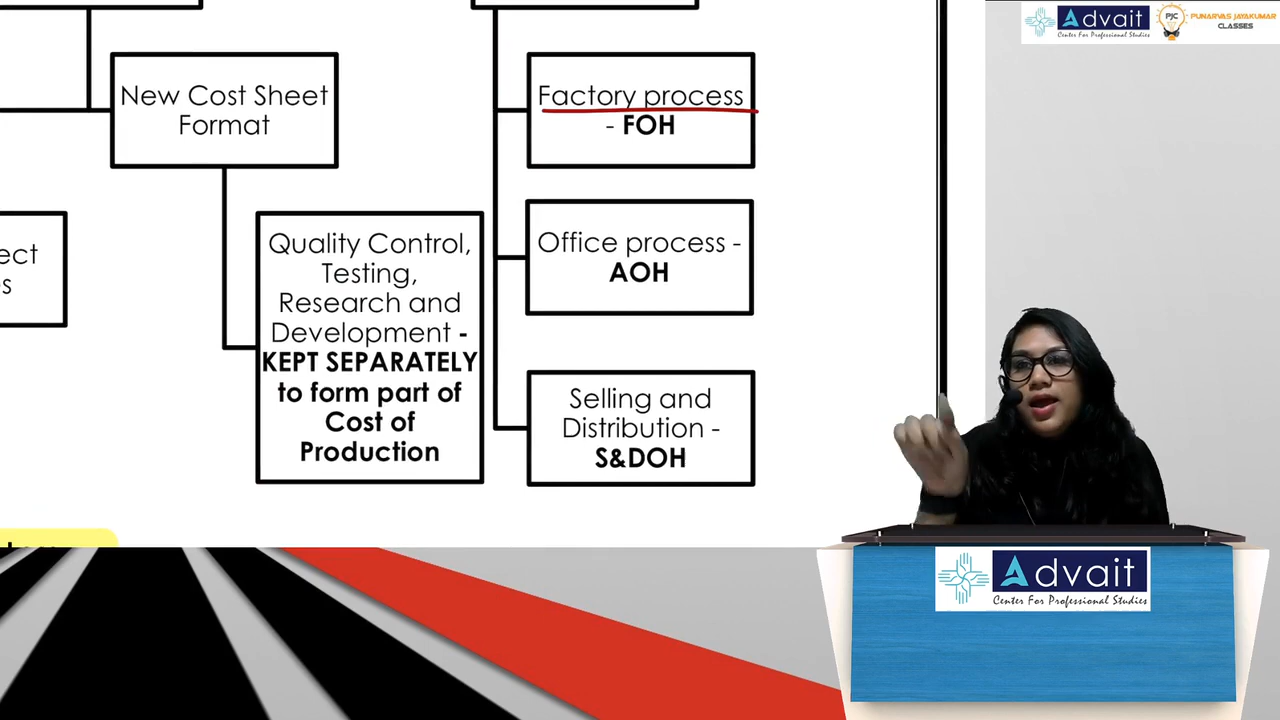 Advait
Center For Professional Studies
PJC
PUNARVAS JAYAKUMAR
CLASSES
New Cost Sheet
Format
Factory process
- FOH
Quality Control,
Testing,
Research and
Development -
KEPT SEPARATELY
to form part of
Cost of
Production
Office process -
AOH
Selling and
Distribution -
S&DOH
Advait
Center For Professional Studies